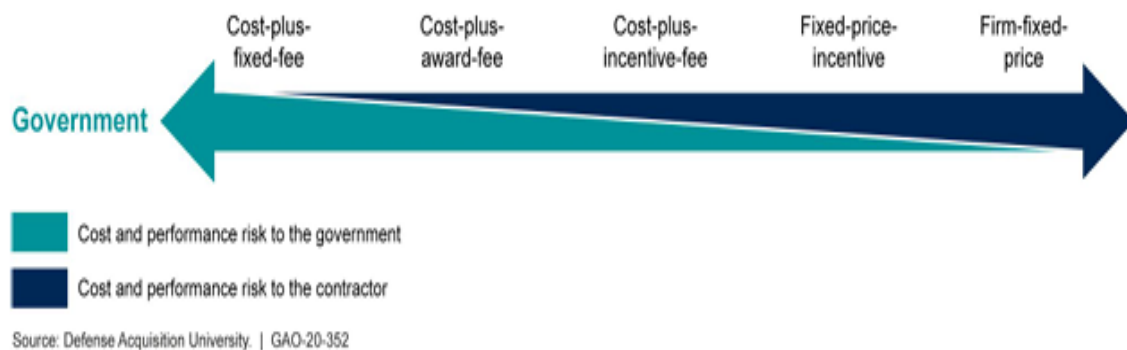 Cost-plus-
fixed-fee
Cost-plus-
award-fee
Cost-plus-
incentive-fee
Fixed-price-
incentive
Firm-fixed-
price
Government
Cost and performance risk to the government
Cost and performance risk to the contractor
Source: Defense Acquisition University. | GAO-20-352